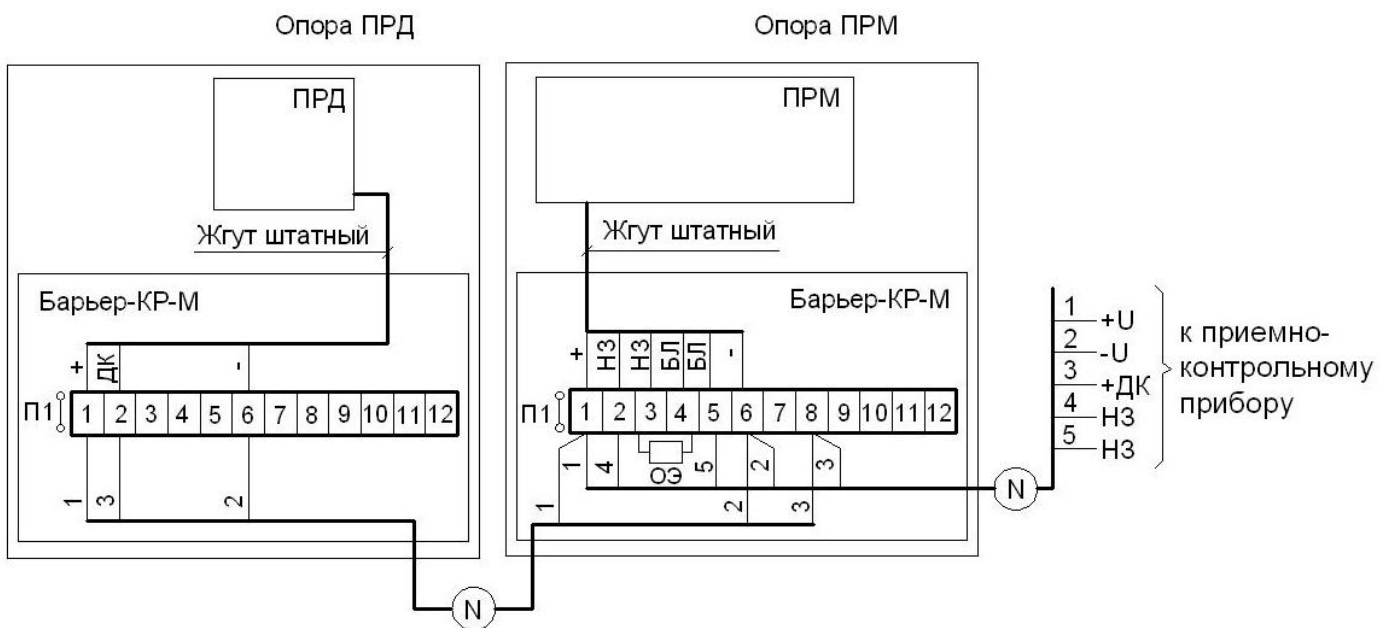 Опора ПРД
Опора ПРМ
ПРД
ПРМ
Жгут штатный
Жгут штатный
Барьер-КР-М
Барьер-КР-М
+ ДК -
+ НЗ НЗ БЛ БЛ -
П1 1 2 3 4 5 6 7 8 9 10 11 12
П1 1 2 3 4 5 6 7 8 9 10 11 12
1 3 2
1 4 ОЭ 5 2 3
1 2 3
N
N
1 +U
2 -U
3 +ДК
4 НЗ
5 НЗ
к приемно-
контрольному
прибору